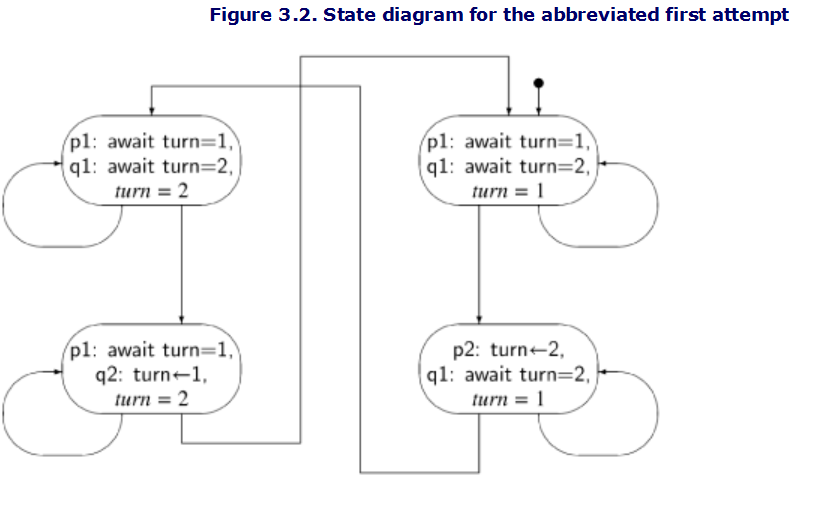 Figure 3.2. State diagram for the abbreviated first attempt
p1: await turn=1,
q1: await turn=2,
turn = 2
p1: await turn=1,
q1: await turn=2,
turn = 1
p1: await turn=1,
q2: turn←1,
turn = 2
p2: turn←2,
q1: await turn=2,
turn = 1